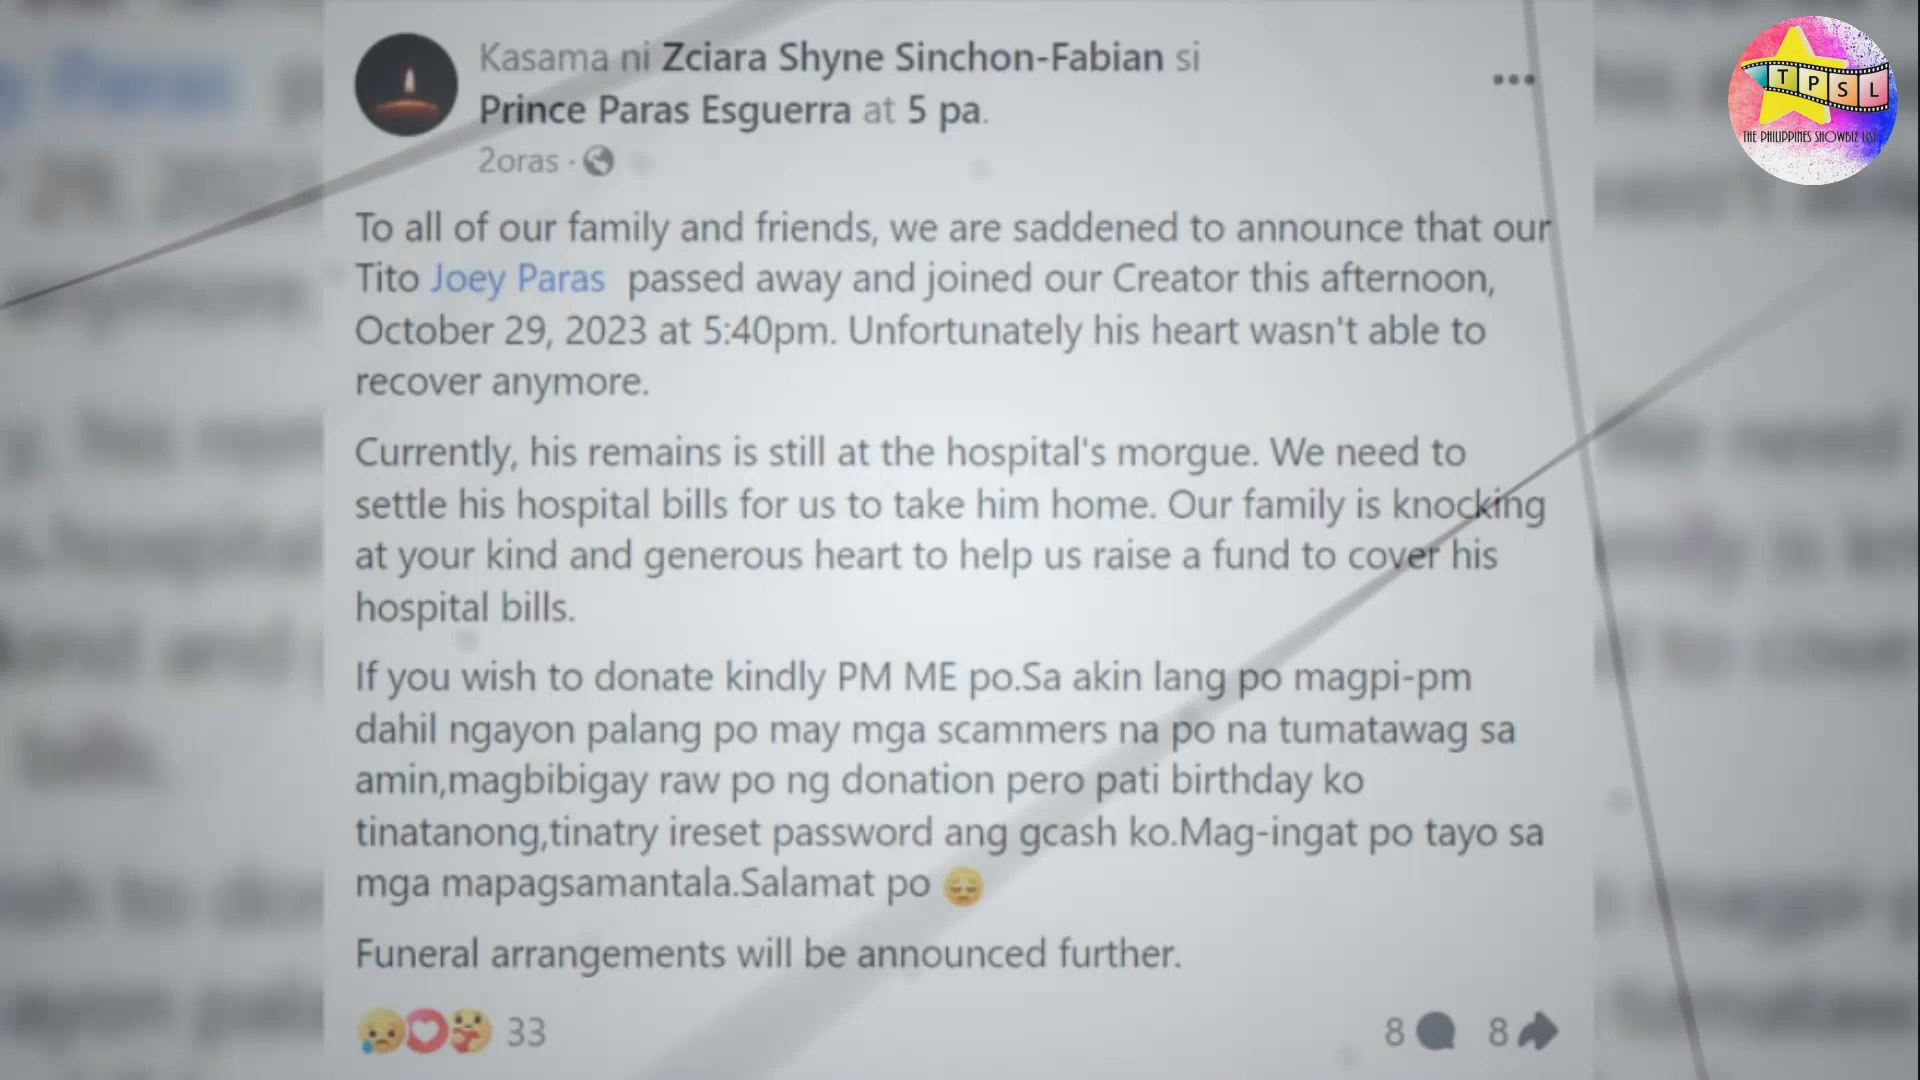 Kasama ni Zciara Shyne Sinchon-Fabian si
Prince Paras Esguerra at 5 pa.
2oras ·
To all of our family and friends, we are saddened to announce that our
Tito Joey Paras passed away and joined our Creator this afternoon,
October 29, 2023 at 5:40pm. Unfortunately his heart wasn't able to
recover anymore.
Currently, his remains is still at the hospital's morgue. We need to
settle his hospital bills for us to take him home. Our family is knocking
at your kind and generous heart to help us raise a fund to cover his
hospital bills.
If you wish to donate kindly PM ME po.Sa akin lang po magpi-pm
dahil ngayon palang po may mga scammers na po na tumatawag sa
amin,magbibigay raw po ng donation pero pati birthday ko
tinatanong,tinatry ireset password ang gcash ko.Mag-ingat po tayo sa
mga mapagsamantala.Salamat po 😔
Funeral arrangements will be announced further.
33
8 8
TPSL
THE PHILIPPINES SHOWBIZ LIST